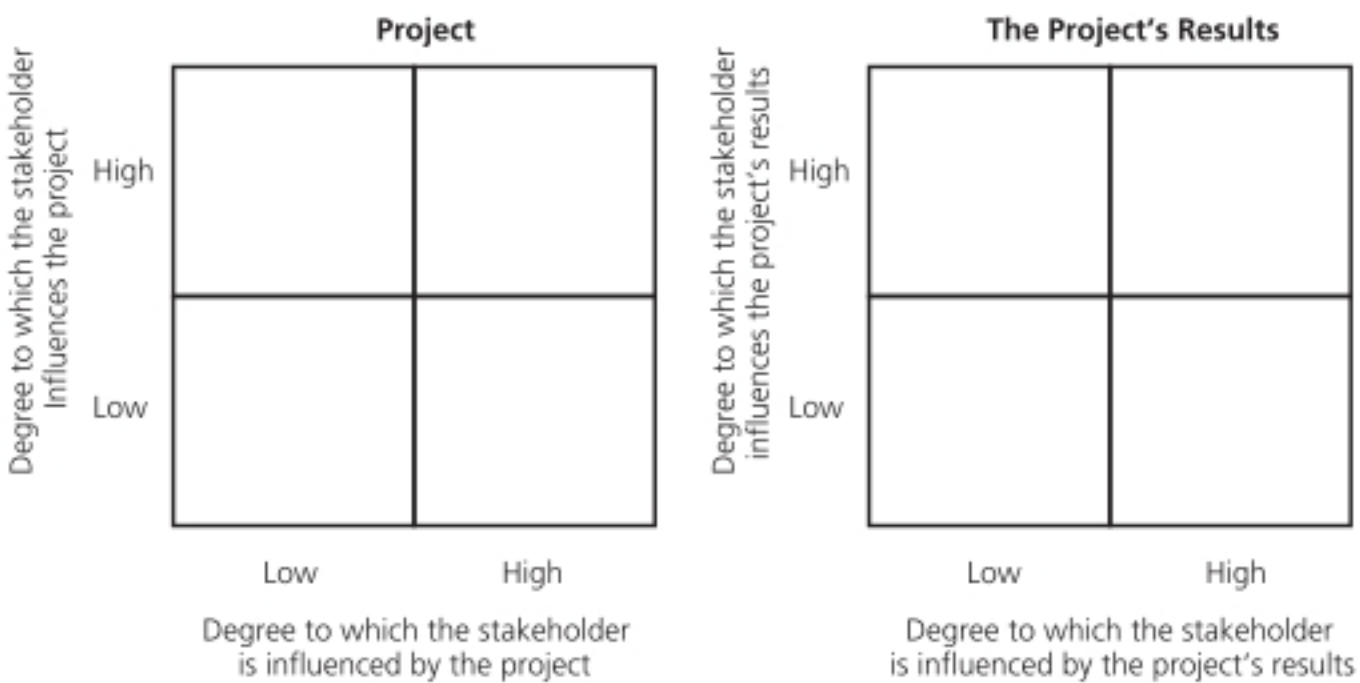 Project
Degree to which the stakeholder
Influences the project
High
Low
Low
High
Degree to which the stakeholder
is influenced by the project
The Project's Results
Degree to which the stakeholder
influences the project's results
High
Low
Low
High
Degree to which the stakeholder
is influenced by the project's results